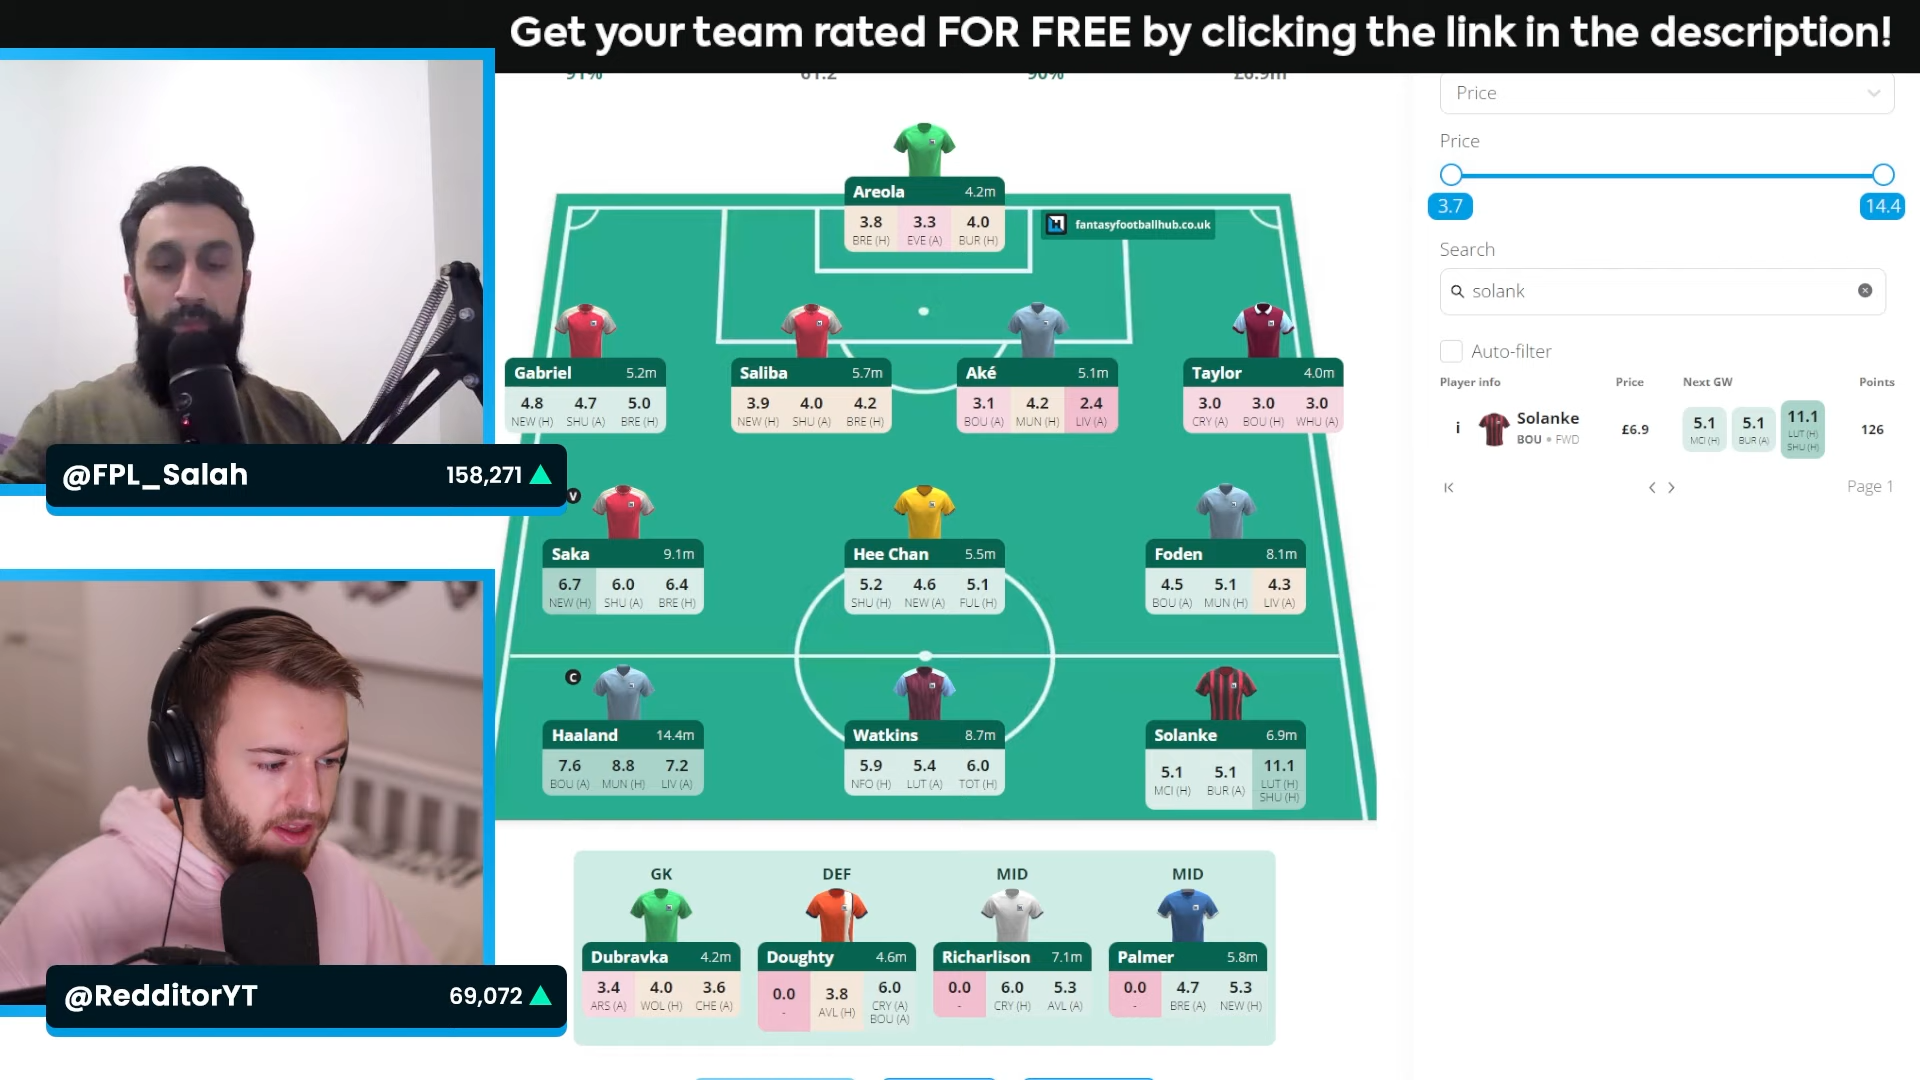 Get your team rated FOR FREE by clicking the link in the description!
91% 61.2 90% £6.9m
Areola 4.2m
3.8 3.3 4.0
BRE (H) EVE (A) BUR (H)
fantasyfootballhub.co.uk
Gabriel 5.2m
4.8 4.7 5.0
NEW (H) SHU (A) BRE (H)
Saliba 5.7m
3.9 4.0 4.2
NEW (H) SHU (A) BRE (H)
Aké 5.1m
3.1 4.2 2.4
BOU (A) MUN (H) LIV (A)
Taylor 4.0m
3.0 3.0 3.0
CRY (A) BOU (H) WHU (A)
V
Saka 9.1m
6.7 6.0 6.4
NEW (H) SHU (A) BRE (H)
Hee Chan 5.5m
5.2 4.6 5.1
SHU (H) NEW (A) FUL (H)
Foden 8.1m
4.5 5.1 4.3
BOU (A) MUN (H) LIV (A)
C
Haaland 14.4m
7.6 8.8 7.2
BOU (A) MUN (H) LIV (A)
Watkins 8.7m
5.9 5.4 6.0
NFO (H) LUT (A) TOT (H)
Solanke 6.9m
5.1 5.1 11.1
MCI (H) BUR (A) LUT (H)
SHU (H)
GK DEF MID MID
Dubravka 4.2m
3.4 4.0 3.6
ARS (A) WOL (H) CHE (A)
Doughty 4.6m
0.0 3.8 6.0
- AVL (H) CRY (A)
BOU (A)
Richarlison 7.1m
0.0 6.0 5.3
- CRY (H) AVL (A)
Palmer 5.8m
0.0 4.7 5.3
- BRE (A) NEW (H)
@FPL_Salah 158,271
@RedditorYT 69,072
Price
Price
3.7 14.4
Search
solank
Auto-filter
Player info Price Next GW Points
i Solanke £6.9 5.1 5.1 11.1 126
BOU • FWD MCI (H) BUR (A) LUT (H)
SHU (H)
Page 1